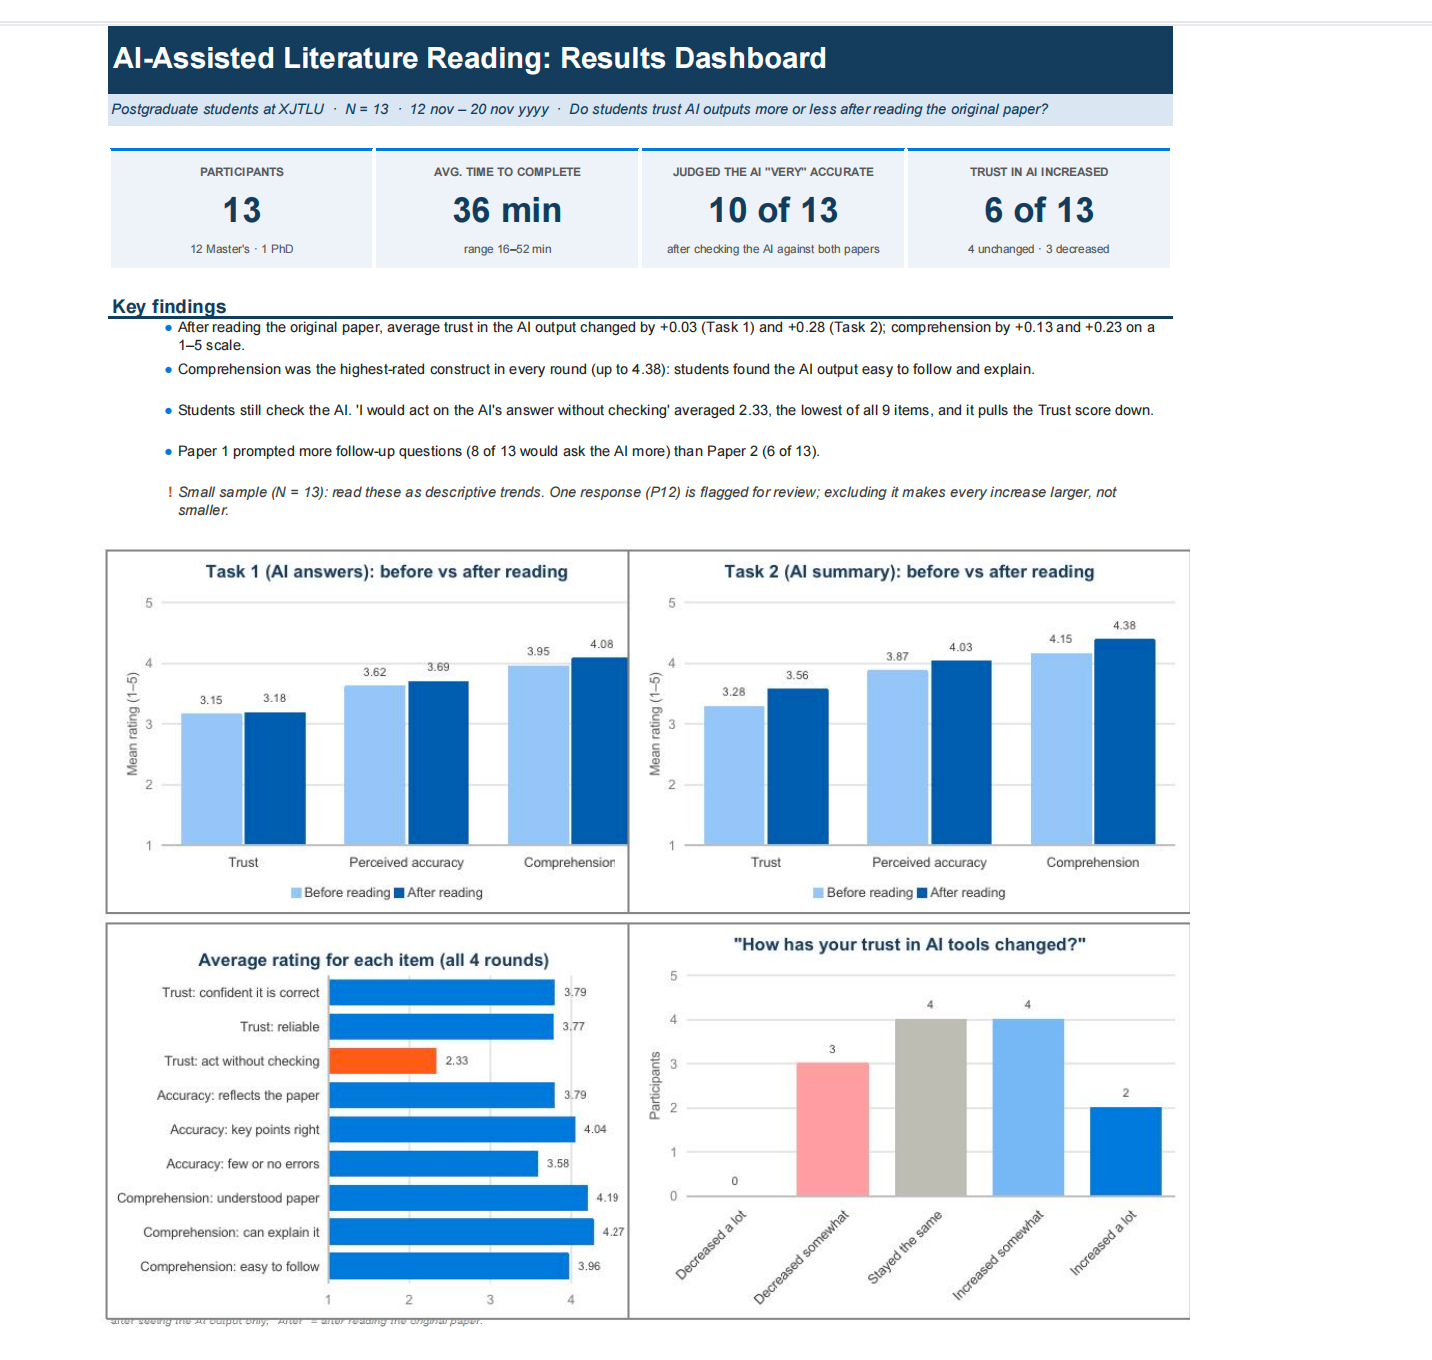 AI-Assisted Literature Reading: Results Dashboard
Postgraduate students at XJTLU · N = 13 · 12 nov – 20 nov yyyy · Do students trust AI outputs more or less after reading the original paper?
PARTICIPANTS
13
12 Master's · 1 PhD
AVG. TIME TO COMPLETE
36 min
range 16–52 min
JUDGED THE AI "VERY" ACCURATE
10 of 13
after checking the AI against both papers
TRUST IN AI INCREASED
6 of 13
4 unchanged · 3 decreased
Key findings
● After reading the original paper, average trust in the AI output changed by +0.03 (Task 1) and +0.28 (Task 2); comprehension by +0.13 and +0.23 on a
1–5 scale.
● Comprehension was the highest-rated construct in every round (up to 4.38): students found the AI output easy to follow and explain.
● Students still check the AI. 'I would act on the AI's answer without checking' averaged 2.33, the lowest of all 9 items, and it pulls the Trust score down.
● Paper 1 prompted more follow-up questions (8 of 13 would ask the AI more) than Paper 2 (6 of 13).
! Small sample (N = 13): read these as descriptive trends. One response (P12) is flagged for review; excluding it makes every increase larger, not
smaller.
Task 1 (AI answers): before vs after reading
Mean rating (1–5)
5
4
3
2
1
3.15
3.18
3.62
3.69
3.95
4.08
Trust
Perceived accuracy
Comprehension
Before reading
After reading
Task 2 (AI summary): before vs after reading
Mean rating (1–5)
5
4
3
2
1
3.28
3.56
3.87
4.03
4.15
4.38
Trust
Perceived accuracy
Comprehension
Before reading
After reading
Average rating for each item (all 4 rounds)
Trust: confident it is correct 3.79
Trust: reliable 3.77
Trust: act without checking 2.33
Accuracy: reflects the paper 3.79
Accuracy: key points right 4.04
Accuracy: few or no errors 3.58
Comprehension: understood paper 4.19
Comprehension: can explain it 4.27
Comprehension: easy to follow 3.96
1 2 3 4
"How has your trust in AI tools changed?"
Participants
5
4
3
2
1
0
0
3
4
4
2
Decreased a lot
Decreased somewhat
Stayed the same
Increased somewhat
Increased a lot
after seeing the AI output only; "After" = after reading the original paper.